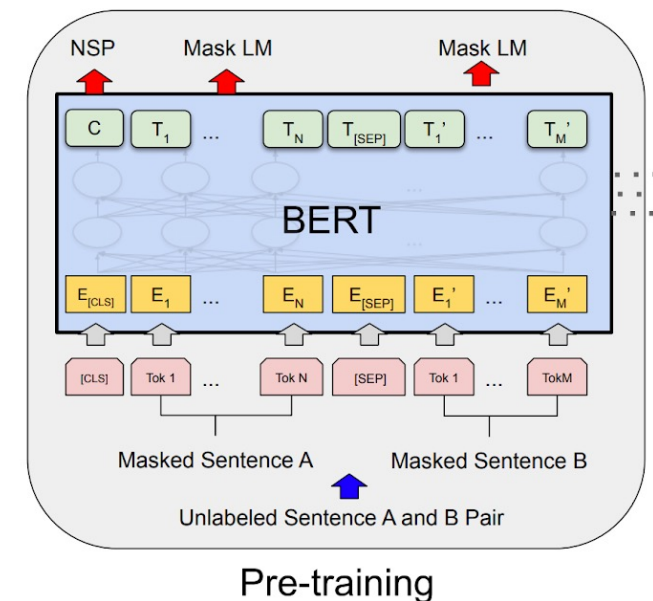 NSP Mask LM Mask LM
C T1 ... TN T[SEP] T1' ... TM'
...
BERT
...
E[CLS] E1 ... EN E[SEP] E1' ... EM'
[CLS] Tok 1 ... Tok N [SEP] Tok 1 ... TokM
Masked Sentence A Masked Sentence B
Unlabeled Sentence A and B Pair
Pre-training